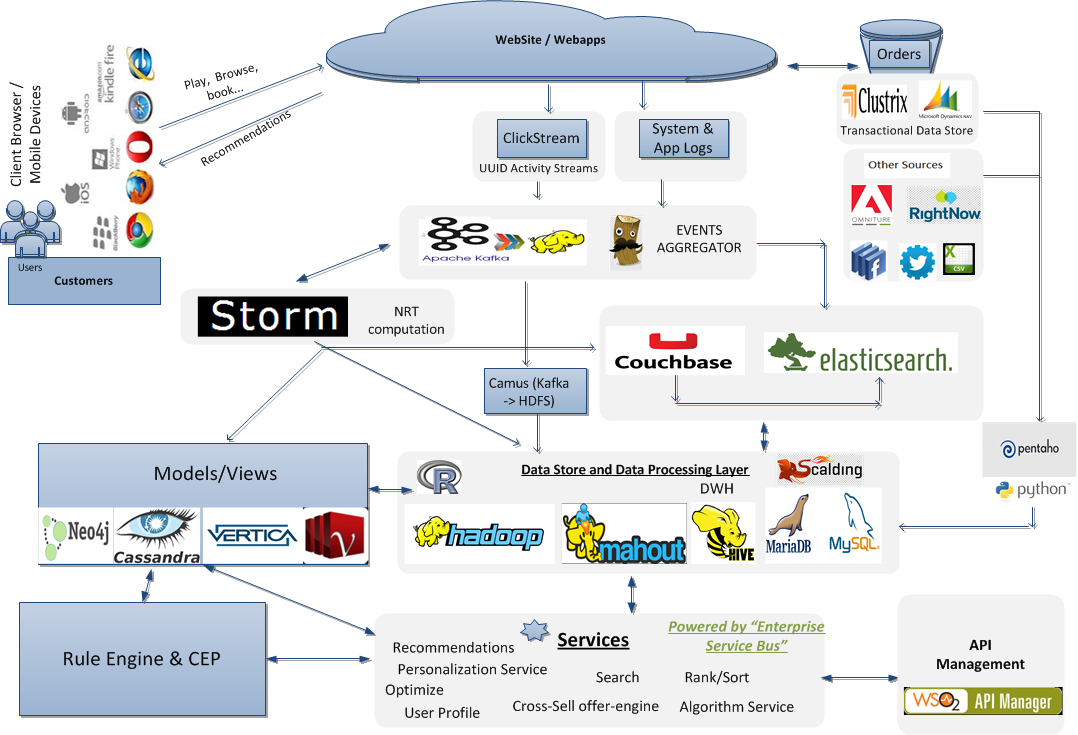 WebSite / Webapps
Orders
Clustrix
Microsoft Dynamics NAV
Transactional Data Store
Client Browser /
Mobile Devices
amazon.com
kindle fire
android
Windows
Phone
iOS
BlackBerry
Play, Browse,
book...
Recommendations
Users
Customers
ClickStream
UUID Activity Streams
System &
App Logs
Other Sources
OMNITURE
RIGHTNOW
X
CSV
Apache Kafka
EVENTS
AGGREGATOR
Storm
NRT
computation
Couchbase
elasticsearch.
Camus (Kafka
-> HDFS)
pentaho
python™
Models/Views
Neo4j
Cassandra
VERTICA
V
R
Data Store and Data Processing Layer
DWH
SCALDING
hadoop
mahout
HIVE
MariaDB
MySQL
Rule Engine & CEP
Services
Powered by “Enterprise
Service Bus”
Recommendations
Personalization Service
Optimize
User Profile
Search
Cross-Sell offer-engine
Rank/Sort
Algorithm Service
API
Management
WSO2 API Manager